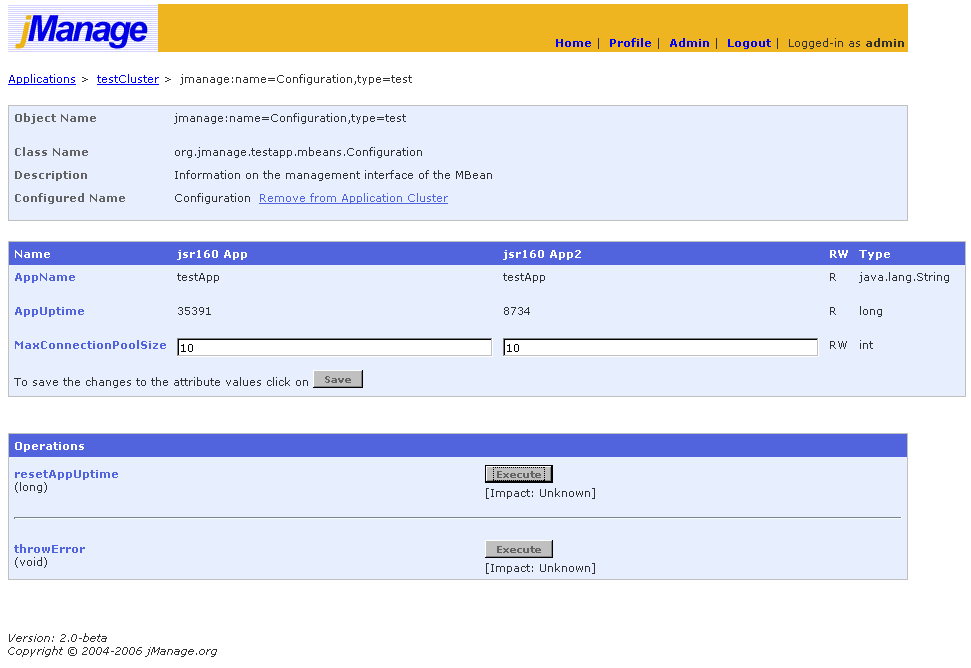 jManage
Home | Profile | Admin | Logout | Logged-in as admin
Applications > testCluster > jmanage:name=Configuration,type=test
Object Name jmanage:name=Configuration,type=test
Class Name org.jmanage.testapp.mbeans.Configuration
Description Information on the management interface of the MBean
Configured Name Configuration Remove from Application Cluster
Name jsr160 App jsr160 App2 RW Type
AppName testApp testApp R java.lang.String
AppUptime 35391 8734 R long
MaxConnectionPoolSize 10 10 RW int
To save the changes to the attribute values click on Save
Operations
resetAppUptime Execute
(long) [Impact: Unknown]
throwError Execute
(void) [Impact: Unknown]
Version: 2.0-beta
Copyright © 2004-2006 jManage.org